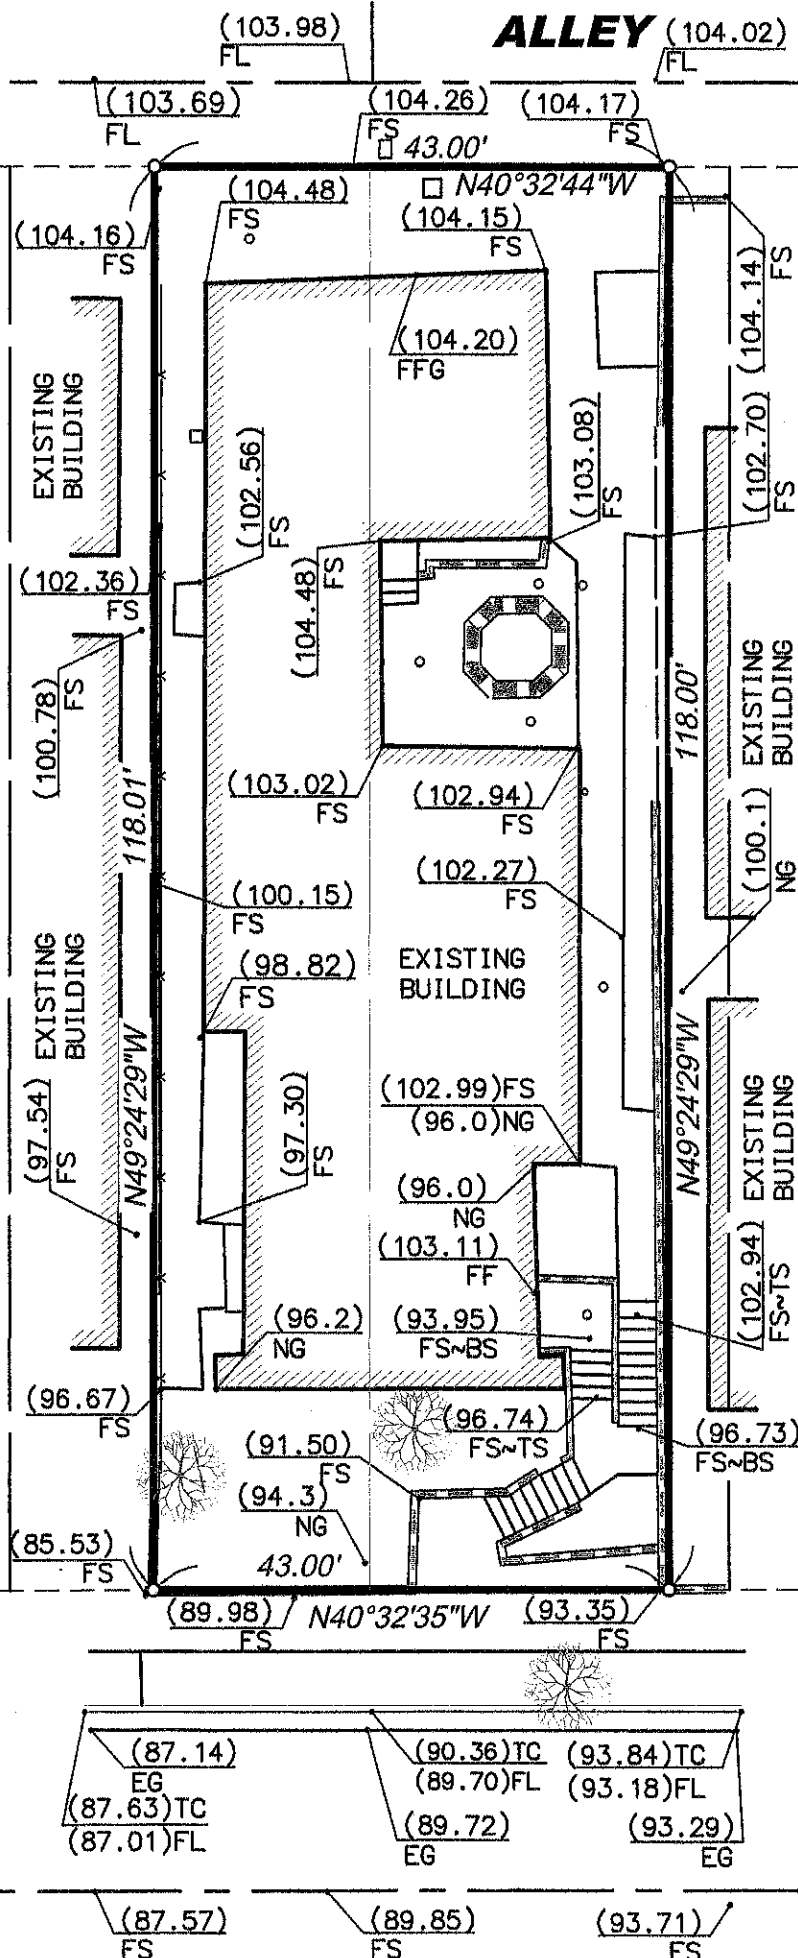 ALLEY
(103.98)
FL
(104.02)
FL
(103.69)
FL
(104.26)
FS
(104.17)
FS
43.00'
N40°32'44"W
(104.48)
FS
(104.15)
FS
(104.16)
FS
(104.14)
FS
(104.20)
FFG
EXISTING
BUILDING
(102.56)
FS
(103.08)
FS
(102.70)
FS
(104.48)
FS
(102.36)
FS
(100.78)
FS
118.00'
EXISTING
BUILDING
118.01'
(103.02)
FS
(102.94)
FS
(100.1)
NG
(102.27)
FS
(100.15)
FS
EXISTING
BUILDING
(98.82)
FS
EXISTING
BUILDING
N49°24'29"W
N49°24'29"W
(97.54)
FS
(97.30)
FS
(102.99)FS
(96.0)NG
EXISTING
BUILDING
(96.0)
NG
(103.11)
FF
(102.94)
FS~TS
(96.2)
NG
(93.95)
FS~BS
(96.67)
FS
(96.74)
FS~TS
(96.73)
FS~BS
(91.50)
FS
(94.3)
NG
(85.53)
FS
43.00'
(89.98)
FS
N40°32'35"W
(93.35)
FS
(87.14)
EG
(90.36)TC
(89.70)FL
(93.84)TC
(93.18)FL
(87.63)TC
(87.01)FL
(89.72)
EG
(93.29)
EG
(87.57)
FS
(89.85)
FS
(93.71)
FS